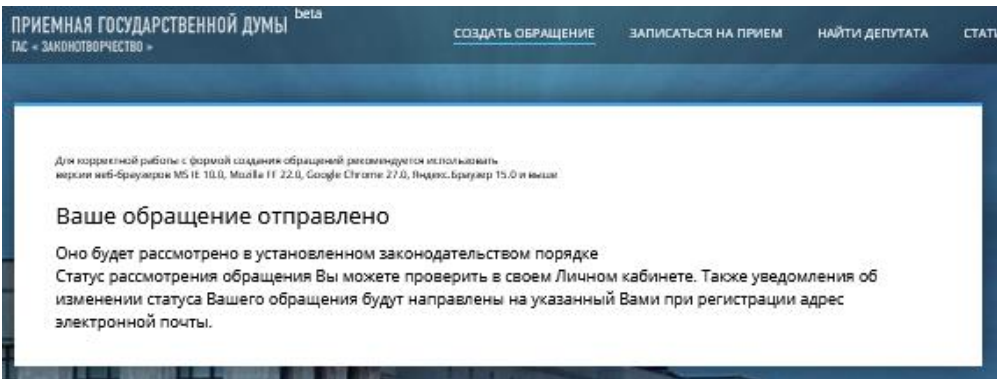 ПРИЕМНАЯ ГОСУДАРСТВЕННОЙ ДУМЫ beta
ГАС « ЗАКОНОТВОРЧЕСТВО »
СОЗДАТЬ ОБРАЩЕНИЕ ЗАПИСАТЬСЯ НА ПРИЕМ НАЙТИ ДЕПУТАТА СТАТ
Для корректной работы с формой создания обращений рекомендуется использовать
версии веб-браузеров MS IE 10.0, Mozilla FF 22.0, Google Chrome 27.0, Яндекс.Браузер 15.0 и выше
Ваше обращение отправлено
Оно будет рассмотрено в установленном законодательством порядке
Статус рассмотрения обращения Вы можете проверить в своем Личном кабинете. Также уведомления об
изменении статуса Вашего обращения будут направлены на указанный Вами при регистрации адрес
электронной почты.